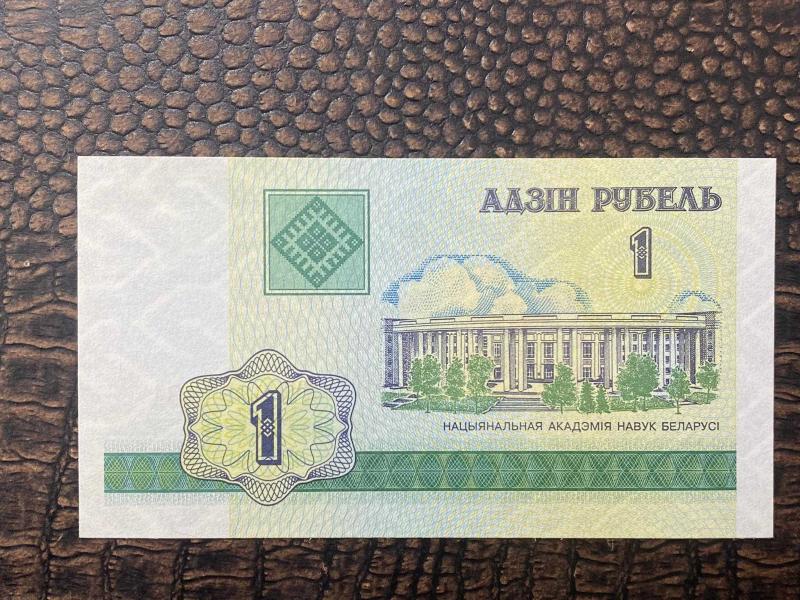 АДЗІН РУБЕЛЬ
1
НАЦЫЯНАЛЬНАЯ АКАДЭМІЯ НАВУК БЕЛАРУСІ
1